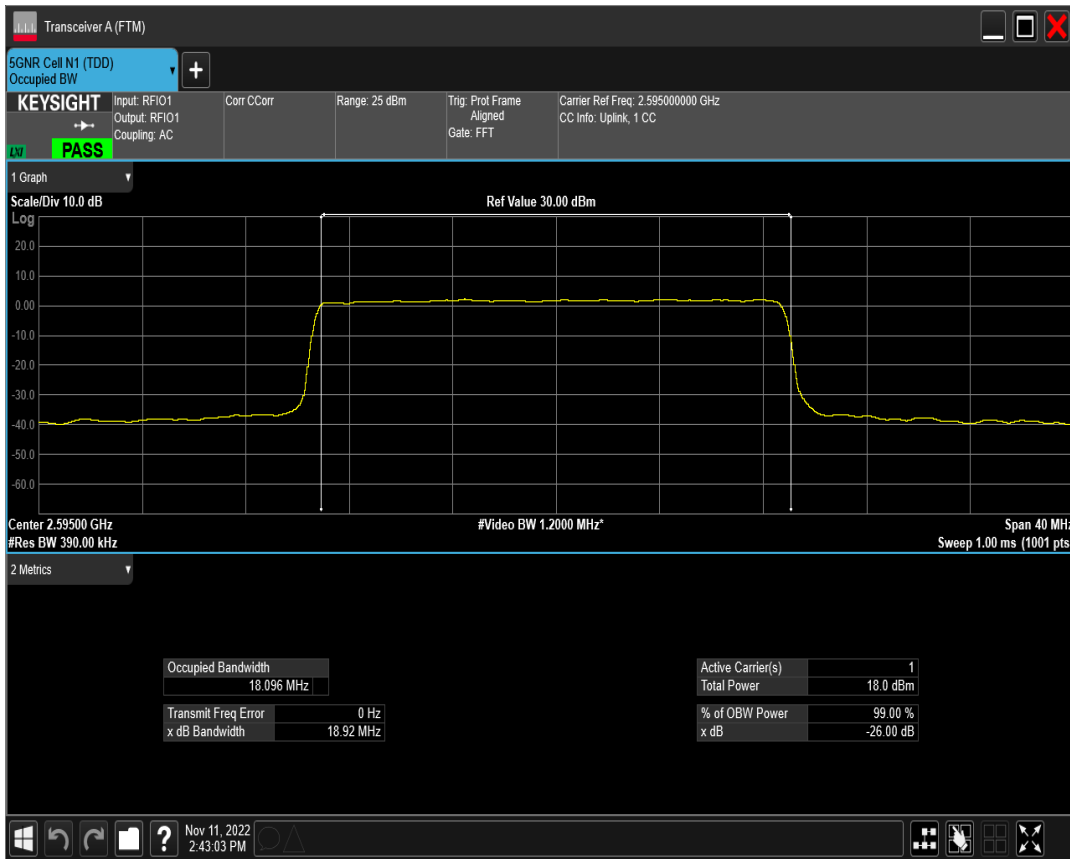 Transceiver A (FTM)
5GNR Cell N1 (TDD)
Occupied BW
+
KEYSIGHT
LXI
PASS
Input: RFIO1
Output: RFIO1
Coupling: AC
Corr CCorr
Range: 25 dBm
Trig: Prot Frame
Aligned
Gate: FFT
Carrier Ref Freq: 2.595000000 GHz
CC Info: Uplink, 1 CC
1 Graph
Scale/Div 10.0 dB
Ref Value 30.00 dBm
Log
20.0
10.0
0.00
-10.0
-20.0
-30.0
-40.0
-50.0
-60.0
Center 2.59500 GHz
#Video BW 1.2000 MHz*
Span 40 MHz
#Res BW 390.00 kHz
Sweep 1.00 ms (1001 pts
2 Metrics
Occupied Bandwidth
18.096 MHz
Transmit Freq Error 0 Hz
x dB Bandwidth 18.92 MHz
Active Carrier(s) 1
Total Power 18.0 dBm
% of OBW Power 99.00 %
x dB -26.00 dB
?
Nov 11, 2022
2:43:03 PM